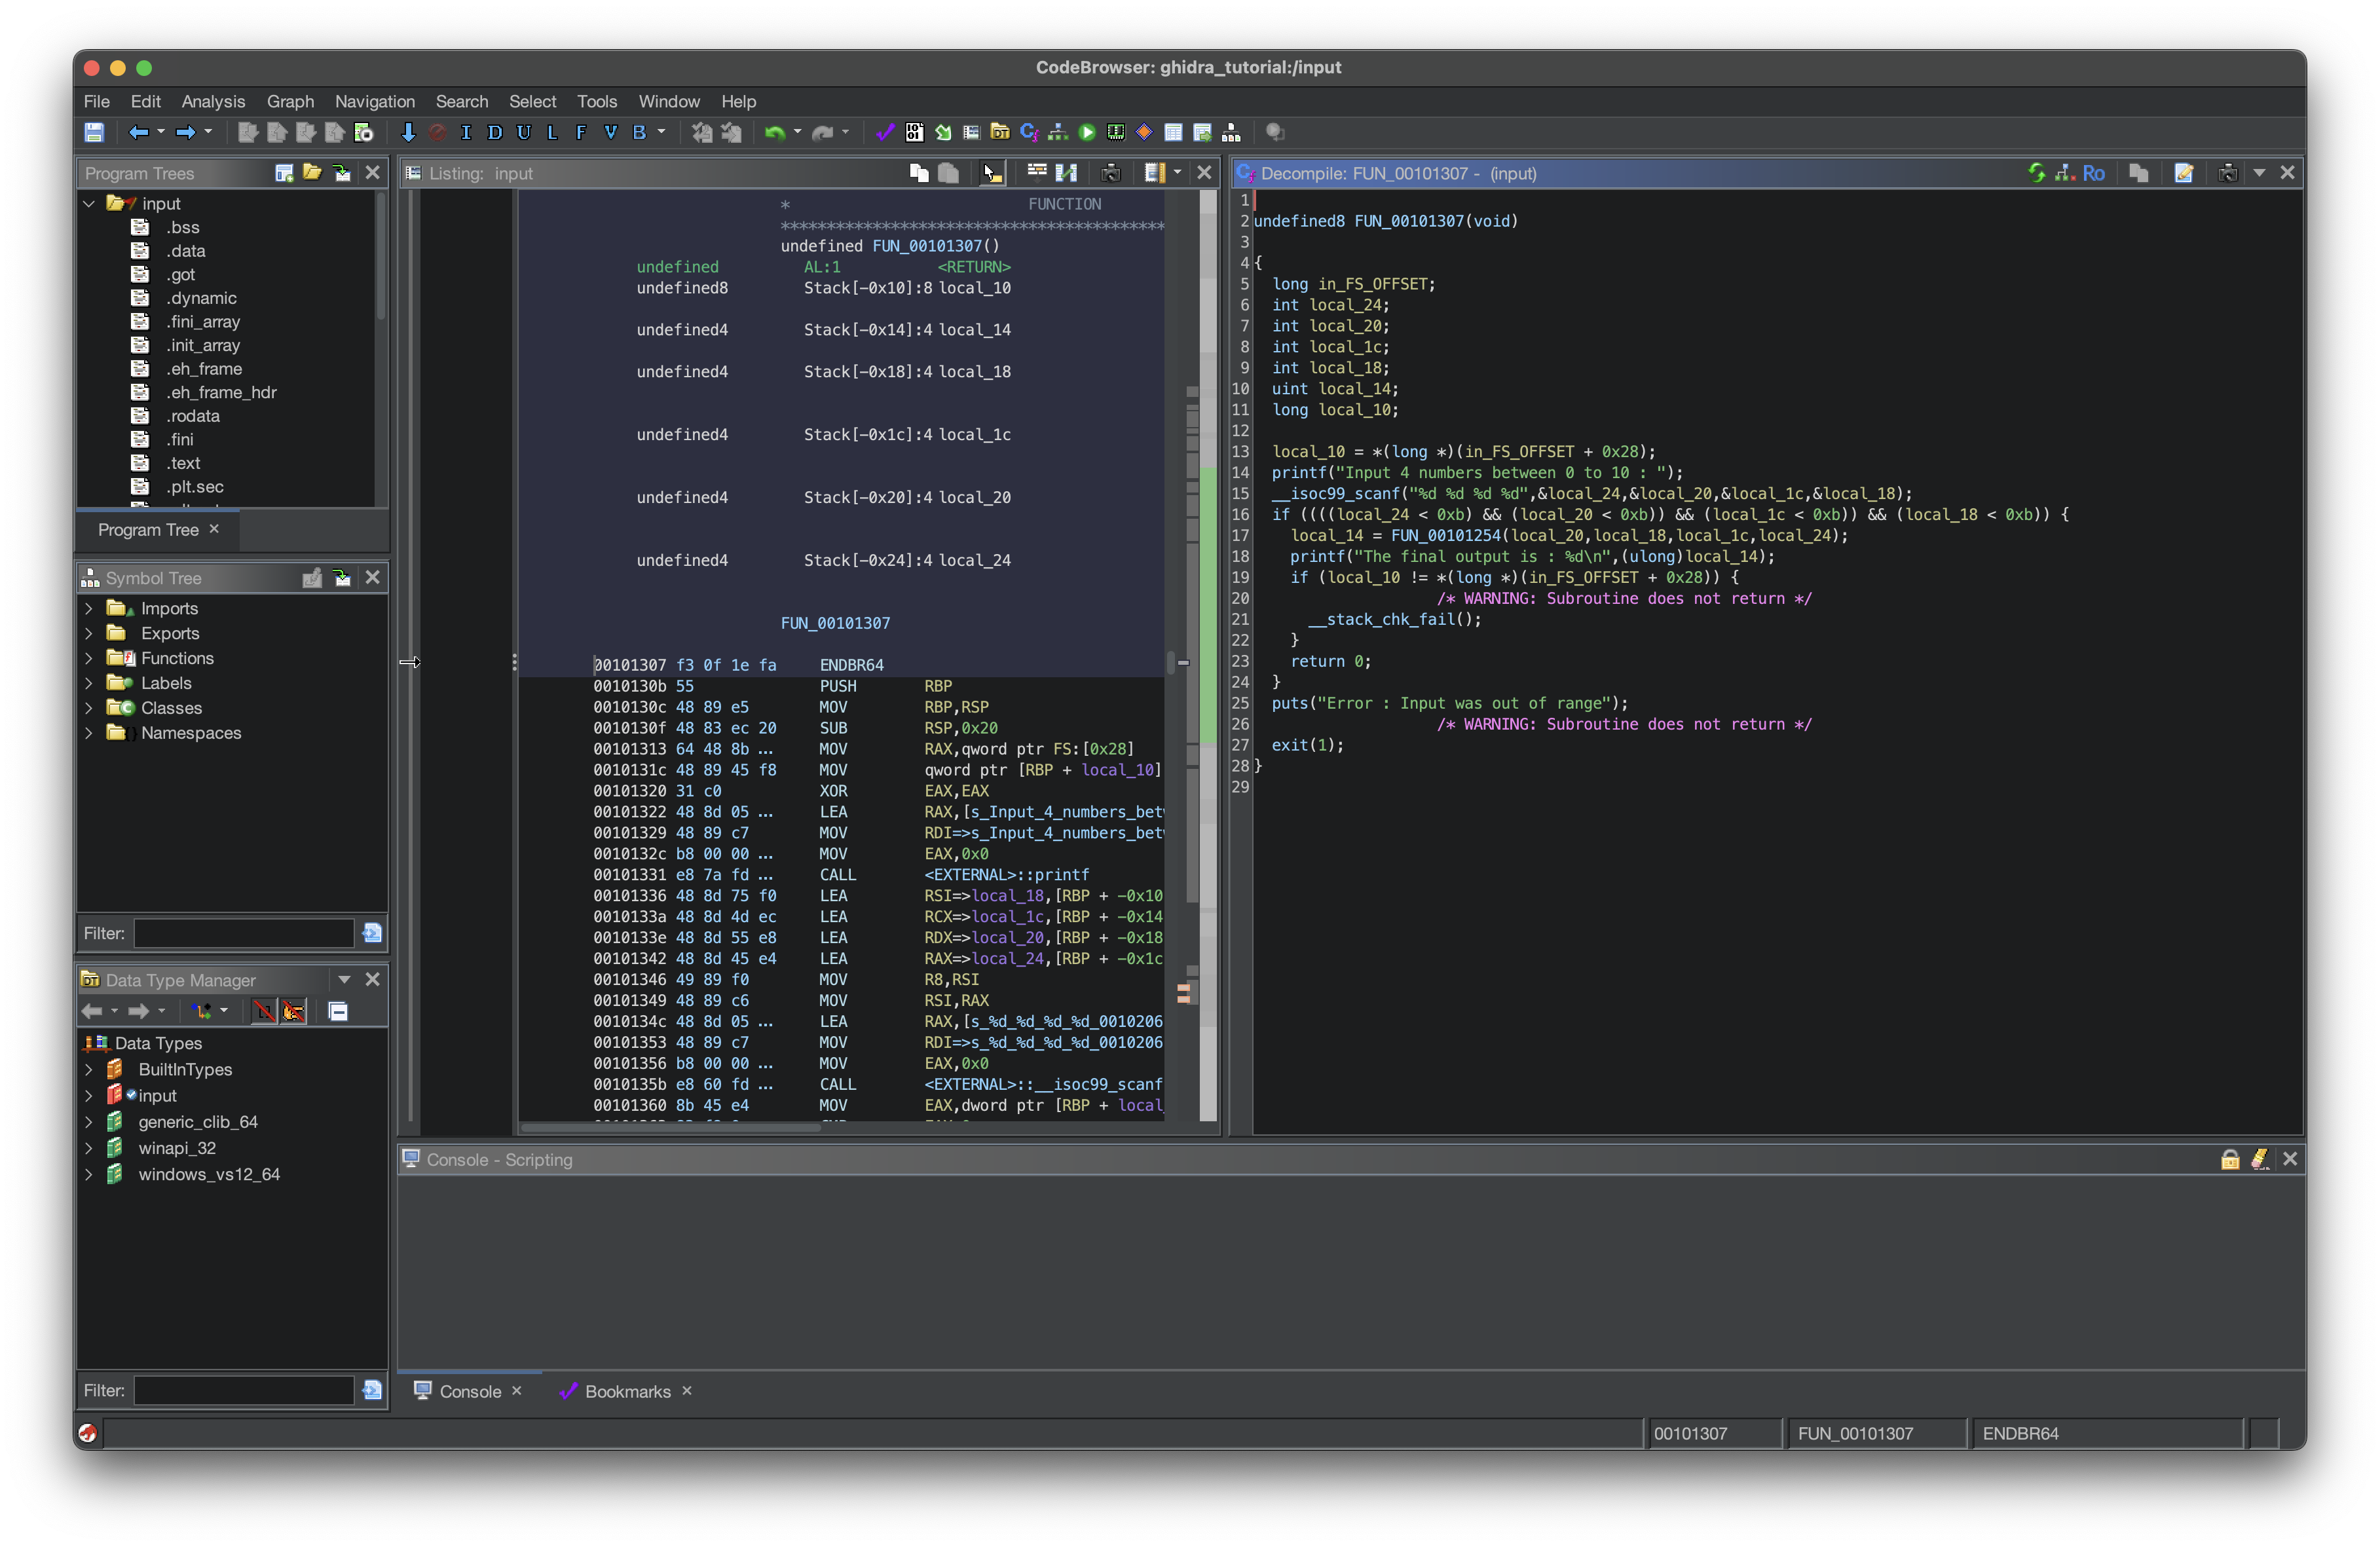 CodeBrowser: ghidra_tutorial:/input
File Edit Analysis Graph Navigation Search Select Tools Window Help
I D U L F V B
Program Trees
input
.bss
.data
.got
.dynamic
.fini_array
.init_array
.eh_frame
.eh_frame_hdr
.rodata
.fini
.text
.plt.sec
Program Tree
Symbol Tree
Imports
Exports
Functions
Labels
Classes
Namespaces
Filter:
Data Type Manager
Data Types
BuiltInTypes
input
generic_clib_64
winapi_32
windows_vs12_64
Filter:
Listing: input
* FUNCTION
******************************************
undefined FUN_00101307()
undefined AL:1 <RETURN>
undefined8 Stack[-0x10]:8 local_10
undefined4 Stack[-0x14]:4 local_14
undefined4 Stack[-0x18]:4 local_18
undefined4 Stack[-0x1c]:4 local_1c
undefined4 Stack[-0x20]:4 local_20
undefined4 Stack[-0x24]:4 local_24
FUN_00101307
00101307 f3 0f 1e fa ENDBR64
0010130b 55 PUSH RBP
0010130c 48 89 e5 MOV RBP,RSP
0010130f 48 83 ec 20 SUB RSP,0x20
00101313 64 48 8b ... MOV RAX,qword ptr FS:[0x28]
0010131c 48 89 45 f8 MOV qword ptr [RBP + local_10]
00101320 31 c0 XOR EAX,EAX
00101322 48 8d 05 ... LEA RAX,[s_Input_4_numbers_bet
00101329 48 89 c7 MOV RDI=>s_Input_4_numbers_bet
0010132c b8 00 00 ... MOV EAX,0x0
00101331 e8 7a fd ... CALL <EXTERNAL>::printf
00101336 48 8d 75 f0 LEA RSI=>local_18,[RBP + -0x10
0010133a 48 8d 4d ec LEA RCX=>local_1c,[RBP + -0x14
0010133e 48 8d 55 e8 LEA RDX=>local_20,[RBP + -0x18
00101342 48 8d 45 e4 LEA RAX=>local_24,[RBP + -0x1c
00101346 49 89 f0 MOV R8,RSI
00101349 48 89 c6 MOV RSI,RAX
0010134c 48 8d 05 ... LEA RAX,[s_%d_%d_%d_%d_0010206
00101353 48 89 c7 MOV RDI=>s_%d_%d_%d_%d_0010206
00101356 b8 00 00 ... MOV EAX,0x0
0010135b e8 60 fd ... CALL <EXTERNAL>::__isoc99_scanf
00101360 8b 45 e4 MOV EAX,dword ptr [RBP + local_
Decompile: FUN_00101307 - (input)
Ro
1
2 undefined8 FUN_00101307(void)
3
4 {
5 long in_FS_OFFSET;
6 int local_24;
7 int local_20;
8 int local_1c;
9 int local_18;
10 uint local_14;
11 long local_10;
12
13 local_10 = *(long *)(in_FS_OFFSET + 0x28);
14 printf("Input 4 numbers between 0 to 10 : ");
15 __isoc99_scanf("%d %d %d %d",&local_24,&local_20,&local_1c,&local_18);
16 if ((((local_24 < 0xb) && (local_20 < 0xb)) && (local_1c < 0xb)) && (local_18 < 0xb)) {
17 local_14 = FUN_00101254(local_20,local_18,local_1c,local_24);
18 printf("The final output is : %d\n",(ulong)local_14);
19 if (local_10 != *(long *)(in_FS_OFFSET + 0x28)) {
20 /* WARNING: Subroutine does not return */
21 __stack_chk_fail();
22 }
23 return 0;
24 }
25 puts("Error : Input was out of range");
26 /* WARNING: Subroutine does not return */
27 exit(1);
28 }
29
Console - Scripting
Console
Bookmarks
00101307 FUN_00101307 ENDBR64